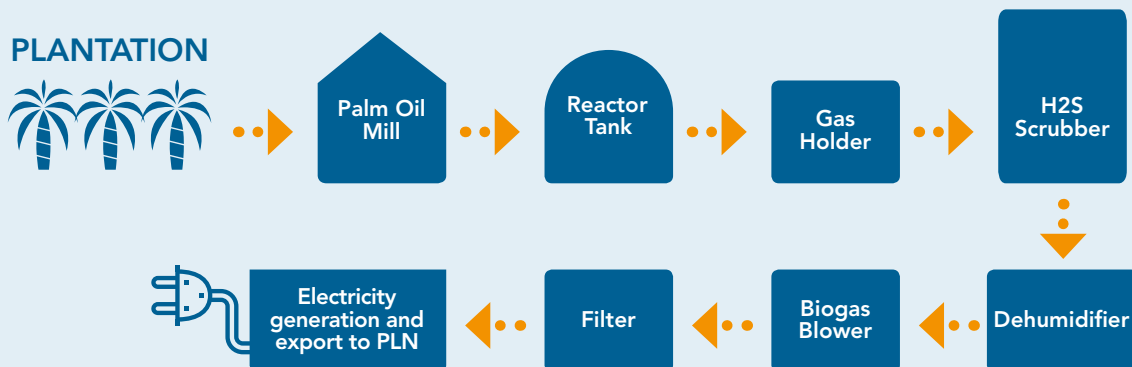 PLANTATION
Palm Oil
Mill
Reactor
Tank
Gas
Holder
H2S
Scrubber
Dehumidifier
Biogas
Blower
Filter
Electricity
generation and
export to PLN